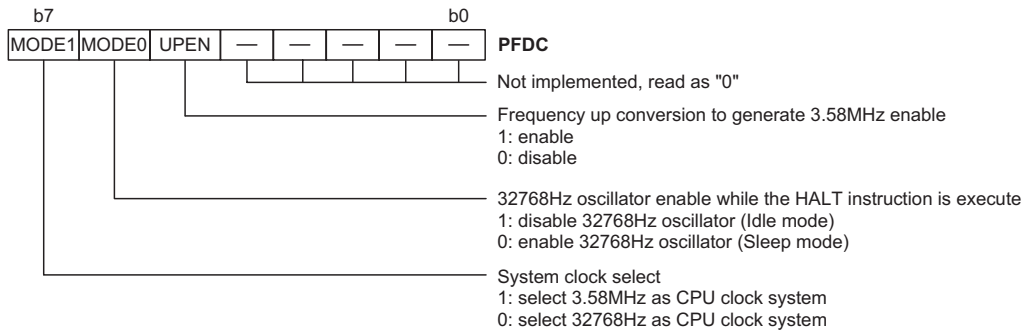 b7 b0
MODE1 MODE0 UPEN — — — — — PFDC
Not implemented, read as "0"
Frequency up conversion to generate 3.58MHz enable
1: enable
0: disable
32768Hz oscillator enable while the HALT instruction is execute
1: disable 32768Hz oscillator (Idle mode)
0: enable 32768Hz oscillator (Sleep mode)
System clock select
1: select 3.58MHz as CPU clock system
0: select 32768Hz as CPU clock system